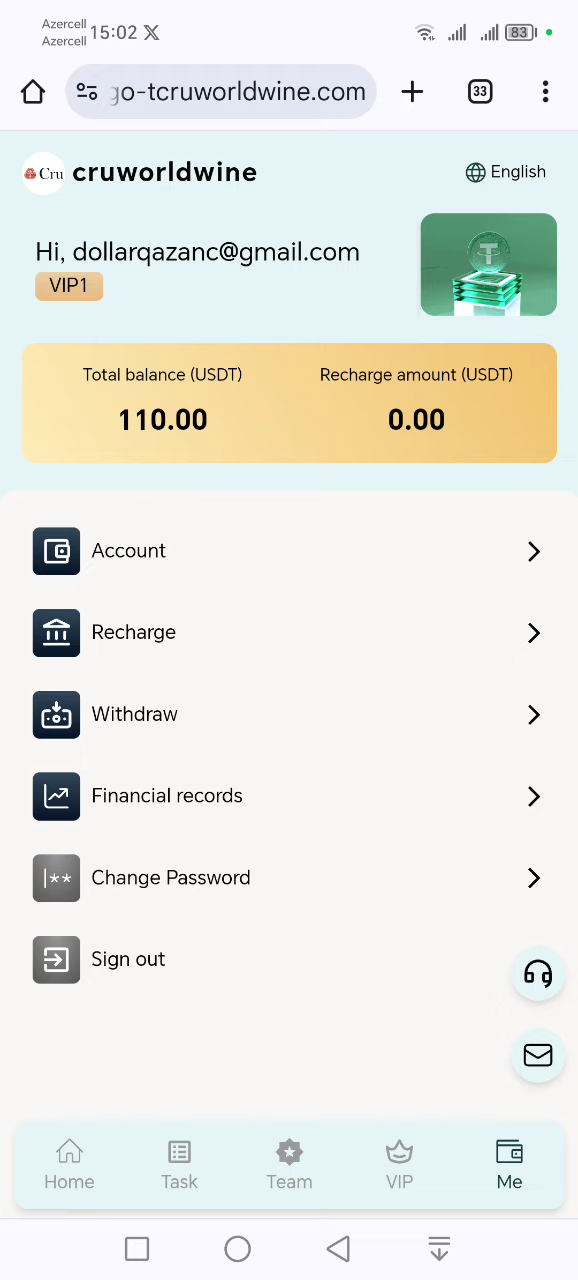 Azercell
Azercell
15:02
83
go-tcruworldwine.com
33
Cru
cruworldwine
English
Hi, dollarqazanc@gmail.com
VIP1
Total balance (USDT)
Recharge amount (USDT)
110.00
0.00
Account
Recharge
Withdraw
Financial records
Change Password
Sign out
Home
Task
Team
VIP
Me